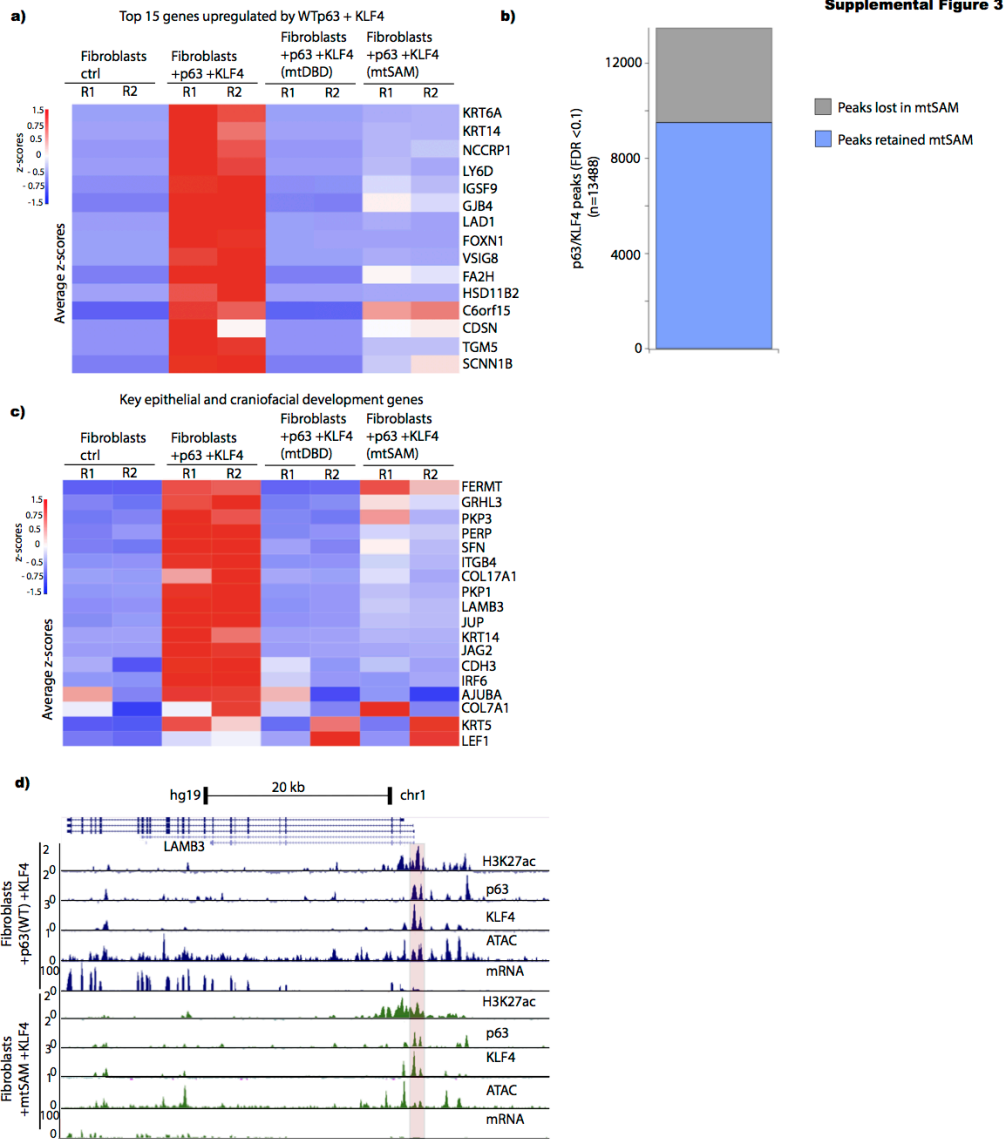 Supplemental Figure 3
a)
Top 15 genes upregulated by WTp63 + KLF4
Fibroblasts
ctrl
Fibroblasts
+p63 +KLF4
Fibroblasts
+p63 +KLF4
(mtDBD)
Fibroblasts
+p63 +KLF4
(mtSAM)
R1 R2 R1 R2 R1 R2 R1 R2
1.5
0.75
0
- 0.5
- 0.75
-1.5
z-scores
Average z-scores
KRT6A
KRT14
NCCRP1
LY6D
IGSF9
GJB4
LAD1
FOXN1
VSIG8
FA2H
HSD11B2
C6orf15
CDSN
TGM5
SCNN1B
b)
12000
8000
4000
0
p63/KLF4 peaks (FDR <0.1)
(n=13488)
Peaks lost in mtSAM
Peaks retained mtSAM
c)
Key epithelial and craniofacial development genes
Fibroblasts
ctrl
Fibroblasts
+p63 +KLF4
Fibroblasts
+p63 +KLF4
(mtDBD)
Fibroblasts
+p63 +KLF4
(mtSAM)
R1 R2 R1 R2 R1 R2 R1 R2
1.5
0.75
0.5
0
- 0.5
- 0.75
-1.5
z-scores
Average z-scores
FERMT
GRHL3
PKP3
PERP
SFN
ITGB4
COL17A1
PKP1
LAMB3
JUP
KRT14
JAG2
CDH3
IRF6
AJUBA
COL7A1
KRT5
LEF1
d)
hg19 20 kb chr1
LAMB3
Fibroblasts
+p63(WT) +KLF4
2
0
H3K27ac
2
0
p63
3
0
KLF4
1
0
ATAC
100
0
mRNA
Fibroblasts
+mtSAM +KLF4
2
0
H3K27ac
2
0
p63
3
0
KLF4
1
0
ATAC
100
0
mRNA